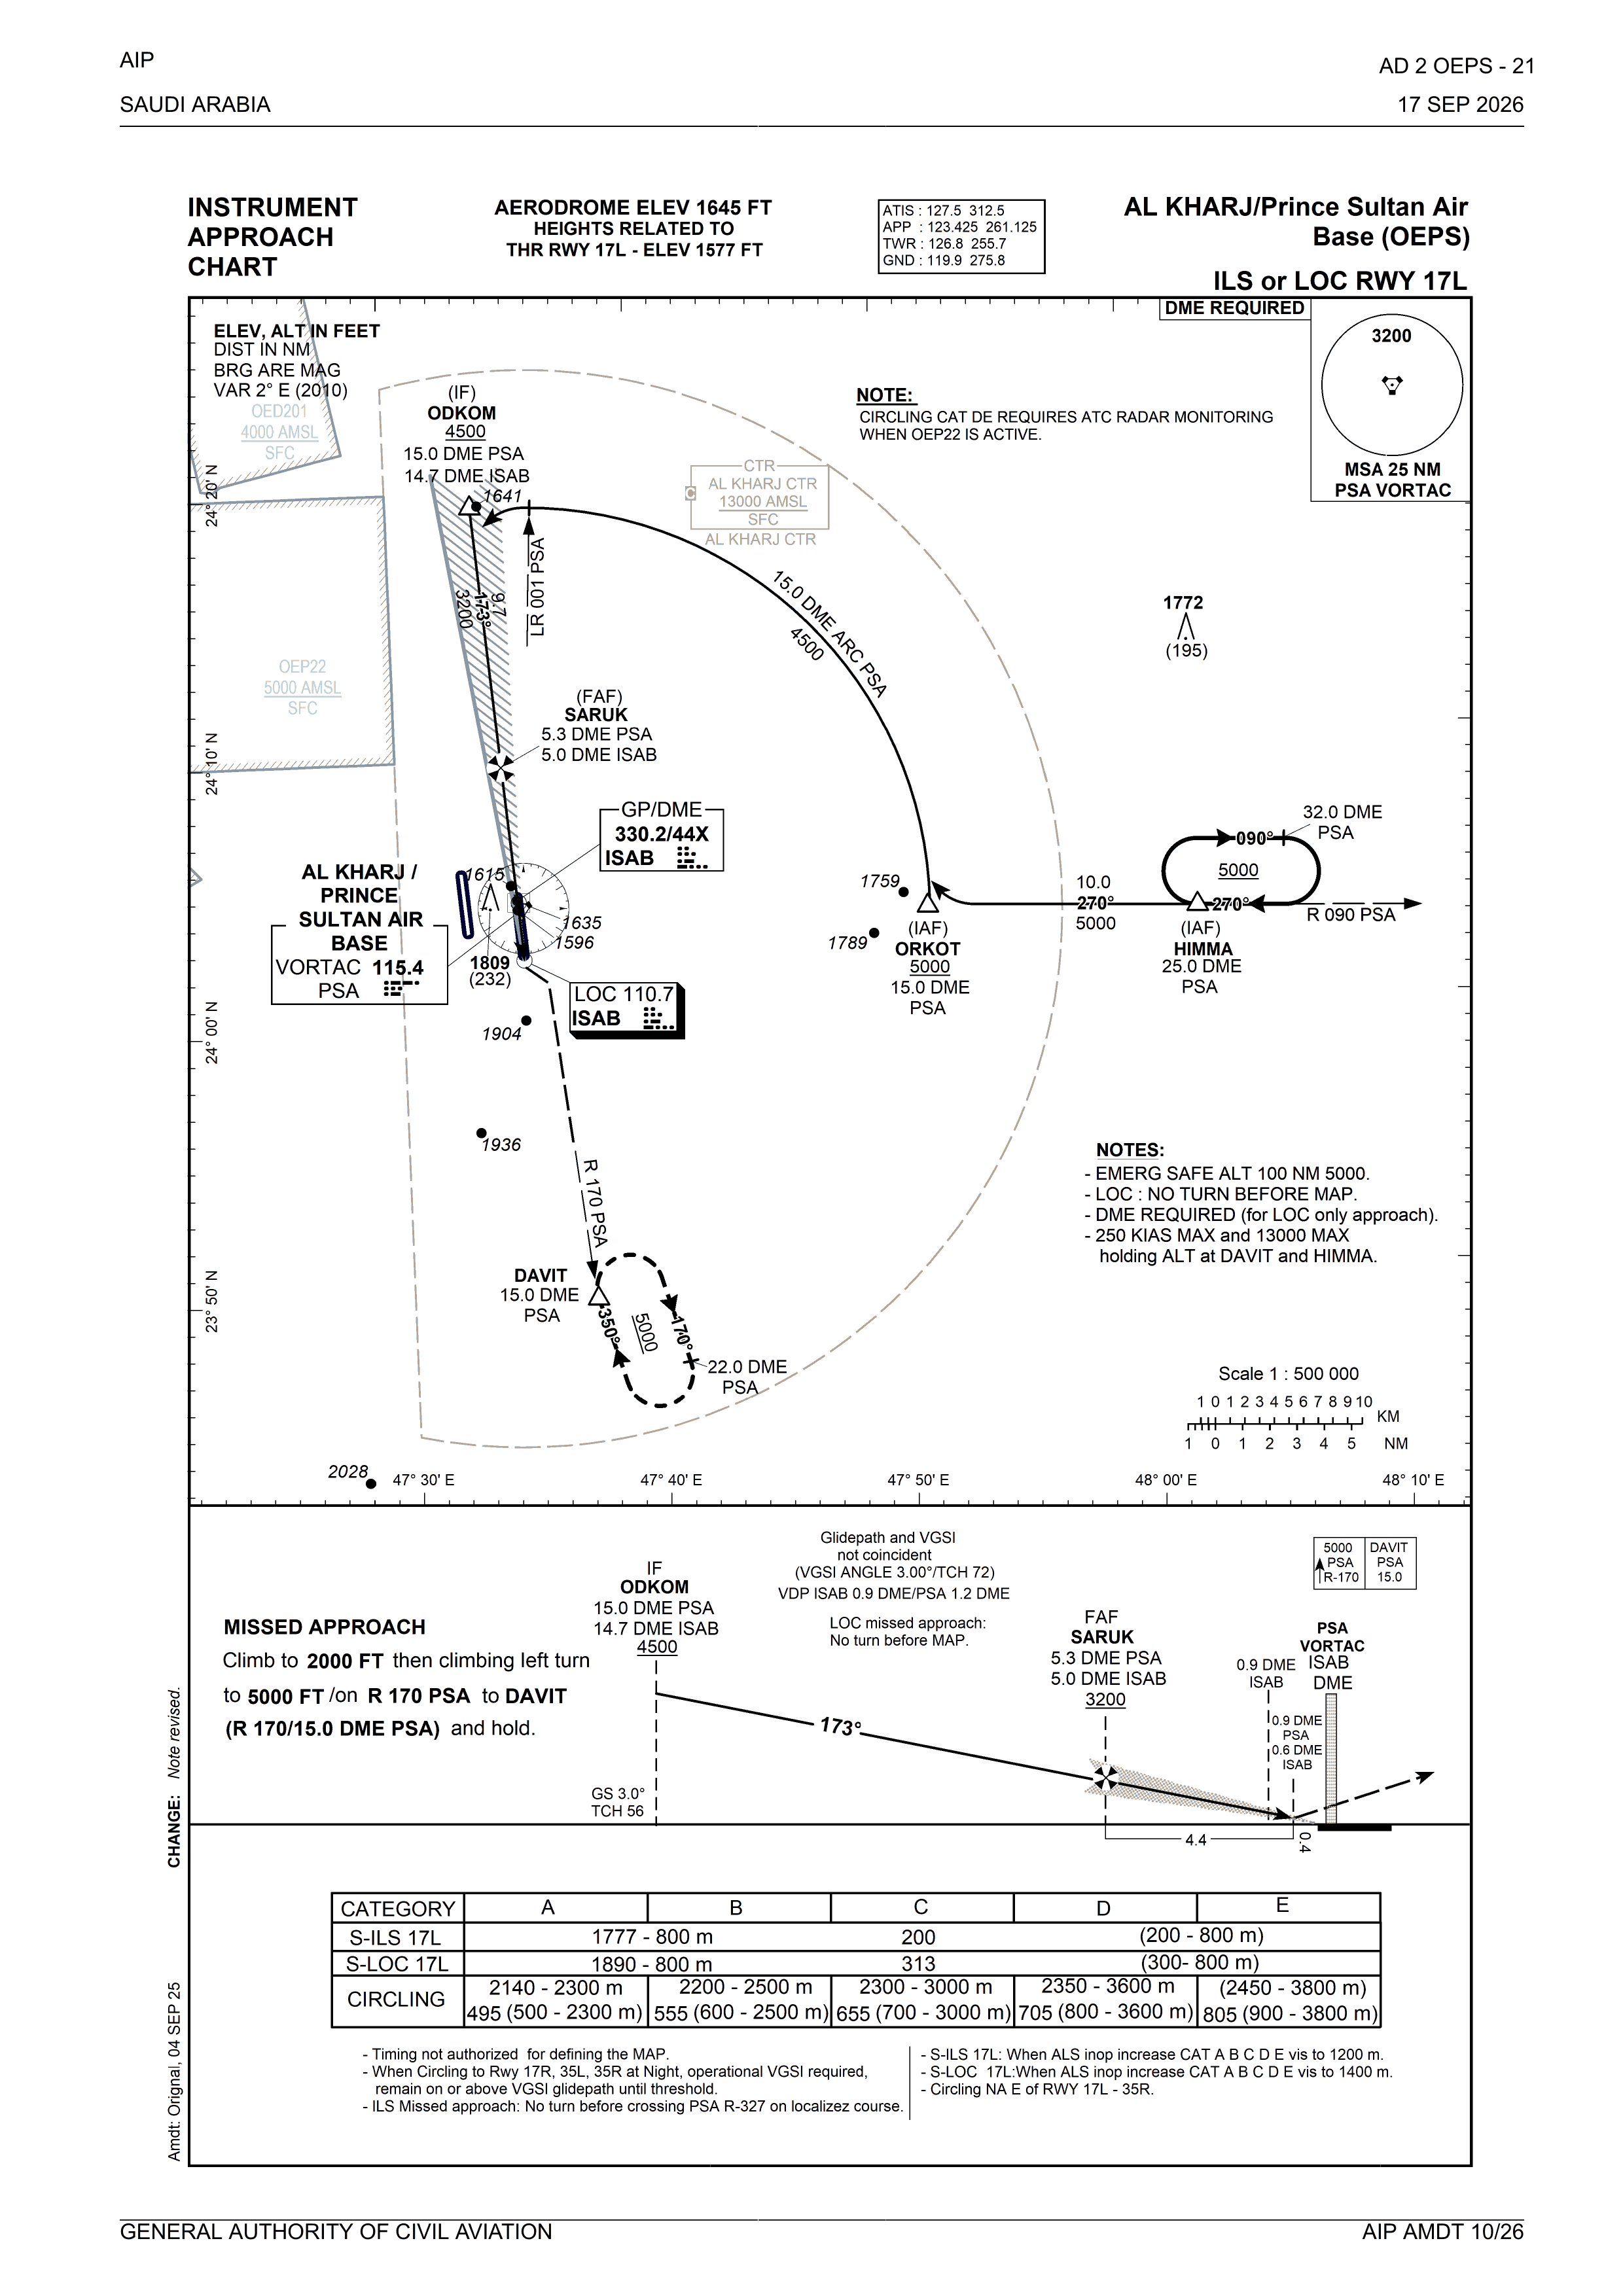 AIP
AD 2 OEPS - 21
SAUDI ARABIA
17 SEP 2026
INSTRUMENT
APPROACH
CHART
AERODROME ELEV 1645 FT
HEIGHTS RELATED TO
THR RWY 17L - ELEV 1577 FT
ATIS : 127.5 312.5
APP : 123.425 261.125
TWR : 126.8 255.7
GND : 119.9 275.8
AL KHARJ/Prince Sultan Air
Base (OEPS)
ILS or LOC RWY 17L
DME REQUIRED
3200
MSA 25 NM
PSA VORTAC
ELEV, ALT IN FEET
DIST IN NM
BRG ARE MAG
VAR 2° E (2010)
OED201
4000 AMSL
SFC
(IF)
ODKOM
4500
15.0 DME PSA
14.7 DME ISAB
1641
NOTE:
CIRCLING CAT DE REQUIRES ATC RADAR MONITORING
WHEN OEP22 IS ACTIVE.
CTR
C
AL KHARJ CTR
13000 AMSL
SFC
AL KHARJ CTR
24° 20' N
LR 001 PSA
9.7
173°
3200
15.0 DME ARC PSA
4500
1772
(195)
OEP22
5000 AMSL
SFC
(FAF)
SARUK
5.3 DME PSA
5.0 DME ISAB
24° 10' N
GP/DME
330.2/44X
ISAB
32.0 DME
PSA
090°
5000
270°
R 090 PSA
10.0
270°
5000
1759
1789
(IAF)
ORKOT
5000
15.0 DME
PSA
(IAF)
HIMMA
25.0 DME
PSA
AL KHARJ /
PRINCE
SULTAN AIR
BASE
VORTAC 115.4
PSA
1615
1635
1596
1809
(232)
LOC 110.7
ISAB
1904
24° 00' N
1936
R 170 PSA
NOTES:
- EMERG SAFE ALT 100 NM 5000.
- LOC : NO TURN BEFORE MAP.
- DME REQUIRED (for LOC only approach).
- 250 KIAS MAX and 13000 MAX
holding ALT at DAVIT and HIMMA.
DAVIT
15.0 DME
PSA
350°
5000
170°
22.0 DME
PSA
23° 50' N
Scale 1 : 500 000
1 0 1 2 3 4 5 6 7 8 9 10
KM
1 0 1 2 3 4 5 NM
2028
47° 30' E
47° 40' E
47° 50' E
48° 00' E
48° 10' E
Glidepath and VGSI
not coincident
(VGSI ANGLE 3.00°/TCH 72)
VDP ISAB 0.9 DME/PSA 1.2 DME
LOC missed approach:
No turn before MAP.
5000
PSA
R-170
DAVIT
PSA
15.0
IF
ODKOM
15.0 DME PSA
14.7 DME ISAB
4500
MISSED APPROACH
Climb to 2000 FT then climbing left turn
to 5000 FT /on R 170 PSA to DAVIT
(R 170/15.0 DME PSA) and hold.
FAF
SARUK
5.3 DME PSA
5.0 DME ISAB
3200
PSA
VORTAC
ISAB
DME
0.9 DME
ISAB
0.9 DME
PSA
0.6 DME
ISAB
173°
GS 3.0°
TCH 56
4.4
0.4
CHANGE: Note revised.
Amdt: Orignal, 04 SEP 25
CATEGORY A B C D E
S-ILS 17L 1777 - 800 m 200 (200 - 800 m)
S-LOC 17L 1890 - 800 m 313 (300- 800 m)
CIRCLING
2140 - 2300 m 2200 - 2500 m 2300 - 3000 m 2350 - 3600 m (2450 - 3800 m)
495 (500 - 2300 m) 555 (600 - 2500 m) 655 (700 - 3000 m) 705 (800 - 3600 m) 805 (900 - 3800 m)
- Timing not authorized for defining the MAP.
- When Circling to Rwy 17R, 35L, 35R at Night, operational VGSI required,
remain on or above VGSI glidepath until threshold.
- ILS Missed approach: No turn before crossing PSA R-327 on localizez course.
- S-ILS 17L: When ALS inop increase CAT A B C D E vis to 1200 m.
- S-LOC 17L:When ALS inop increase CAT A B C D E vis to 1400 m.
- Circling NA E of RWY 17L - 35R.
GENERAL AUTHORITY OF CIVIL AVIATION
AIP AMDT 10/26